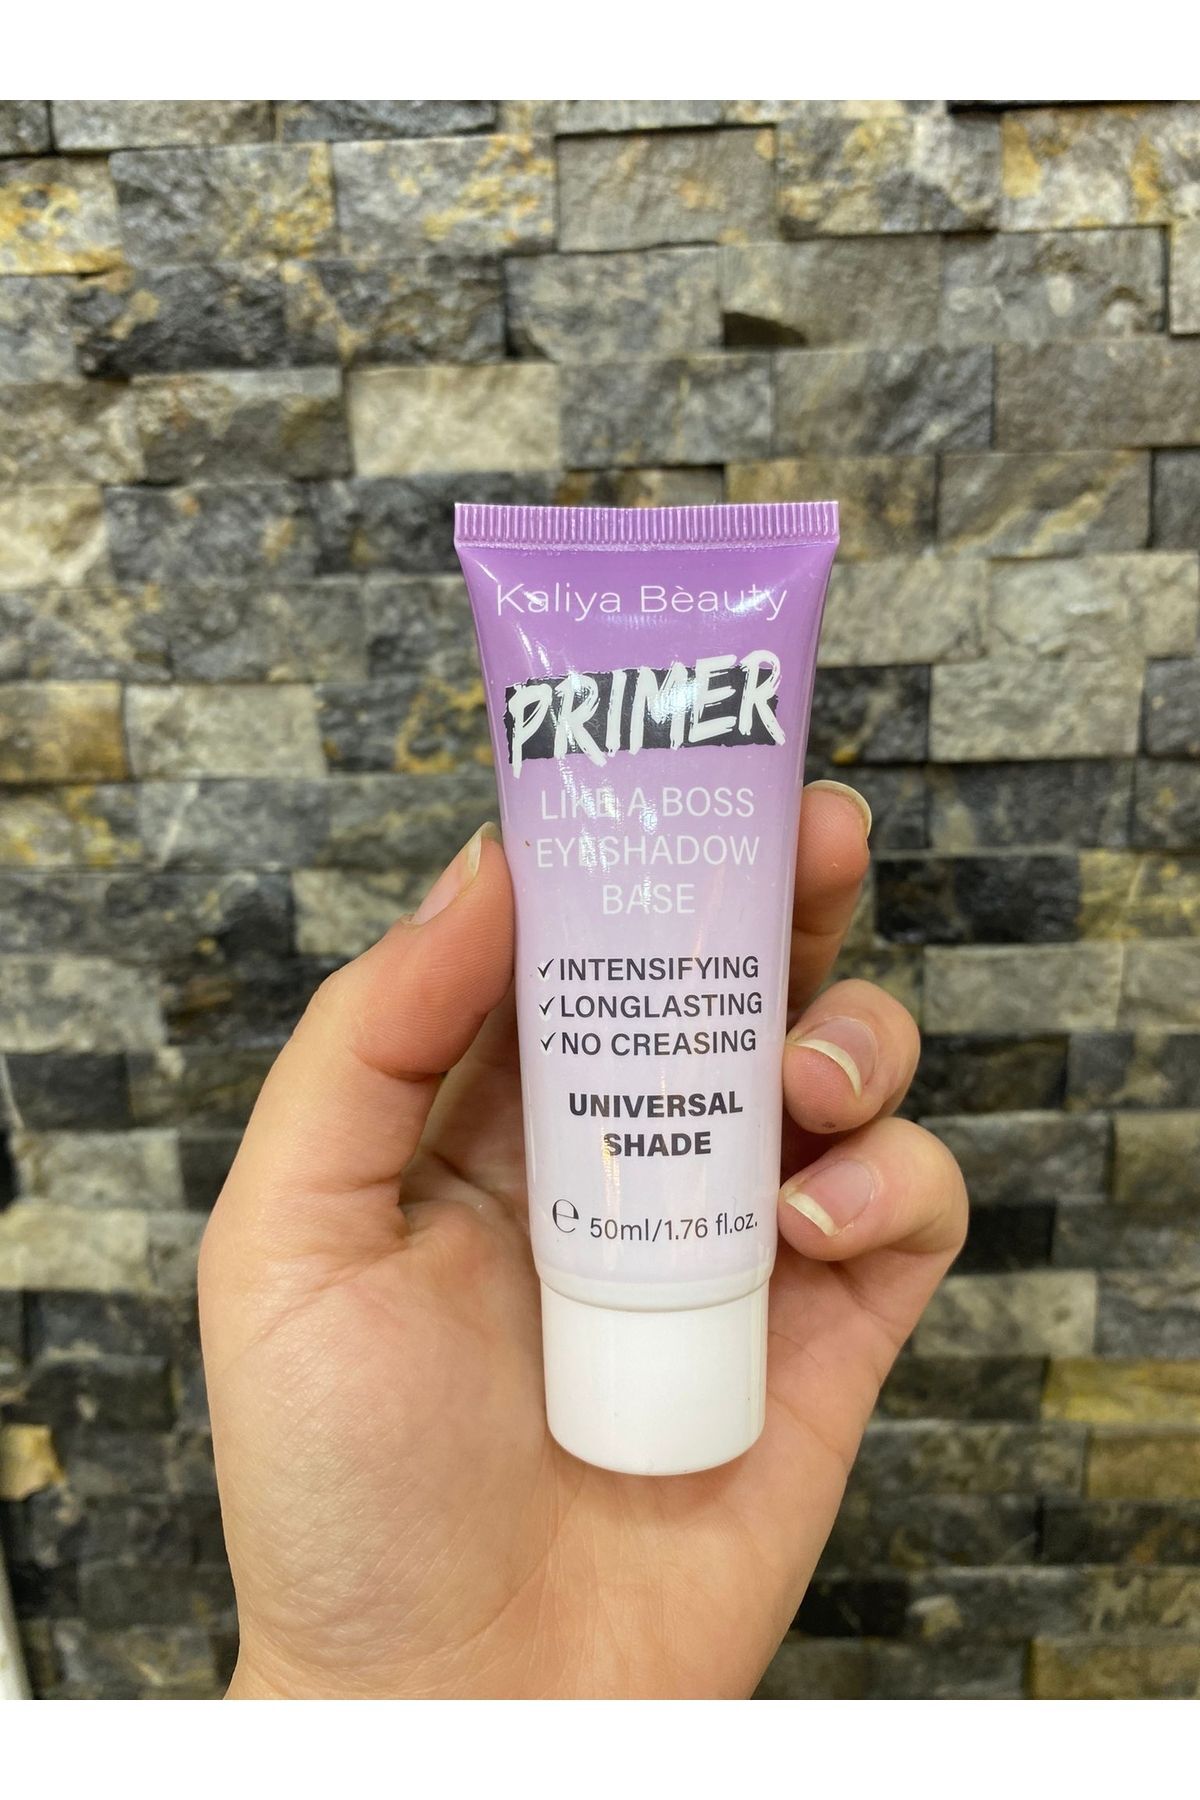 Kaliya Bèauty
PRIMER
LIKE A BOSS
EYESHADOW
BASE
✓INTENSIFYING
✓LONGLASTING
✓NO CREASING
UNIVERSAL
SHADE
℮ 50ml/1.76 fl.oz.